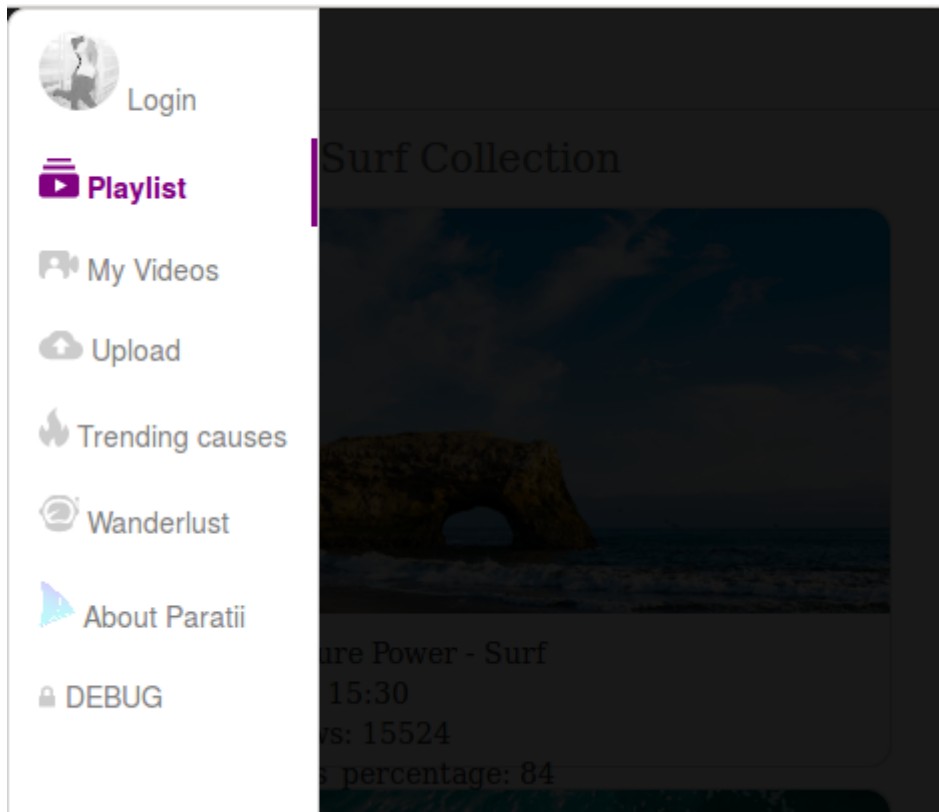 Login
Playlist
My Videos
Upload
Trending causes
Wanderlust
About Paratii
DEBUG
Surf Collection
ure Power - Surf
15:30
vs: 15524
s percentage: 84